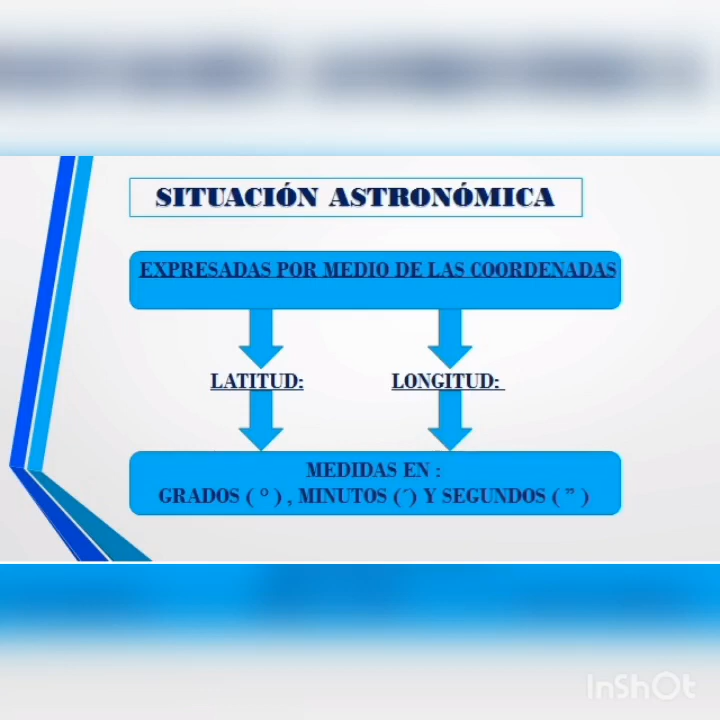 SITUACIÓN ASTRONÓMICA
EXPRESADAS POR MEDIO DE LAS COORDENADAS
LATITUD:
LONGITUD:
MEDIDAS EN :
GRADOS ( ° ) , MINUTOS (´) Y SEGUNDOS ( ” )
InShOt